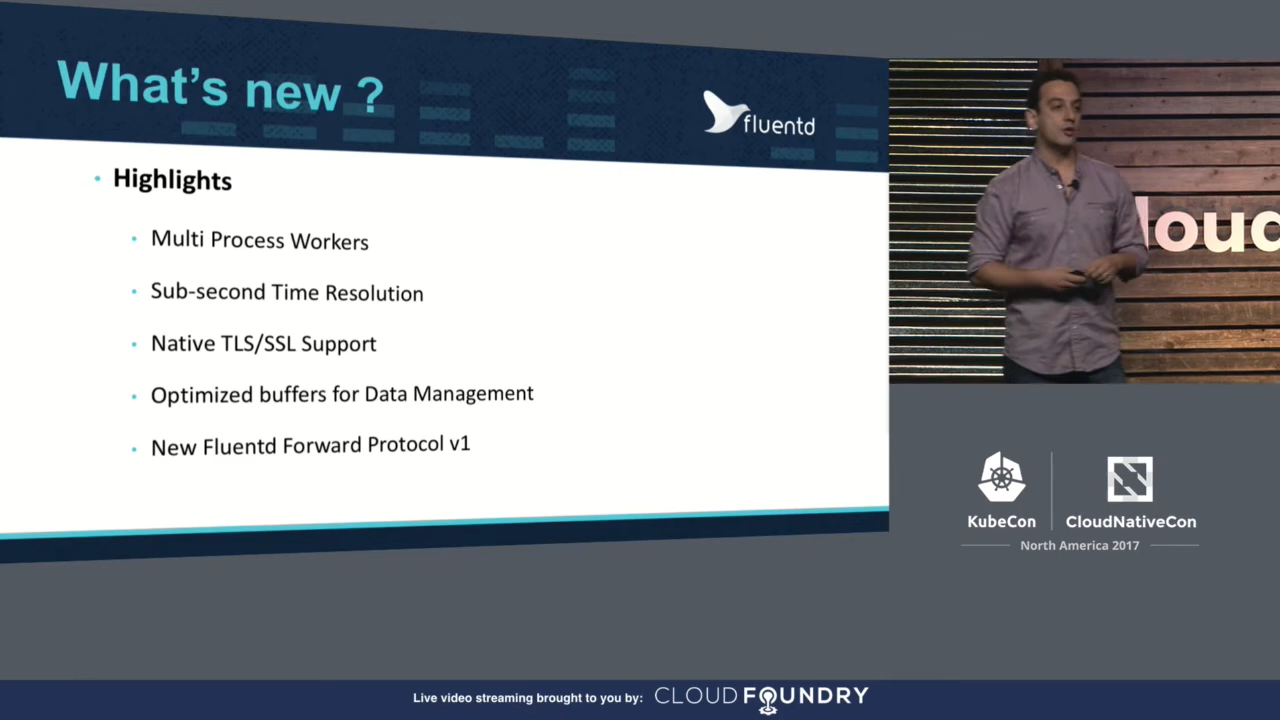 What's new ?
fluentd
• Highlights
• Multi Process Workers
• Sub-second Time Resolution
• Native TLS/SSL Support
• Optimized buffers for Data Management
• New Fluentd Forward Protocol v1
loud
KubeCon
CloudNativeCon
North America 2017
Live video streaming brought to you by: CLOUD FOUNDRY